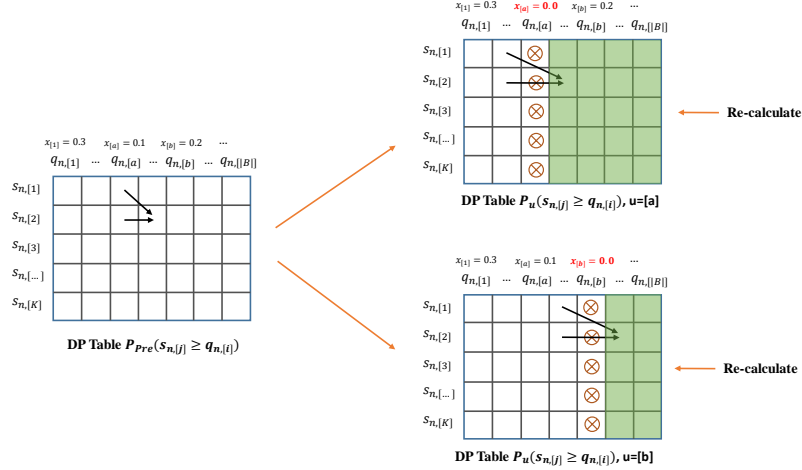 x[1] = 0.3 x[a] = 0.0 x[b] = 0.2 ...
qn,[1] ... qn,[a] ... qn,[b] ... qn,[|B|]
sn,[1]
sn,[2]
sn,[3]
sn,[...]
sn,[K]
Re-calculate
DP Table Pu(sn,[j] ≥ qn,[i]), u=[a]
x[1] = 0.3 x[a] = 0.1 x[b] = 0.2 ...
qn,[1] ... qn,[a] ... qn,[b] ... qn,[|B|]
sn,[1]
sn,[2]
sn,[3]
sn,[...]
sn,[K]
DP Table PPre(sn,[j] ≥ qn,[i])
x[1] = 0.3 x[a] = 0.1 x[b] = 0.0 ...
qn,[1] ... qn,[a] ... qn,[b] ... qn,[|B|]
sn,[1]
sn,[2]
sn,[3]
sn,[...]
sn,[K]
Re-calculate
DP Table Pu(sn,[j] ≥ qn,[i]), u=[b]